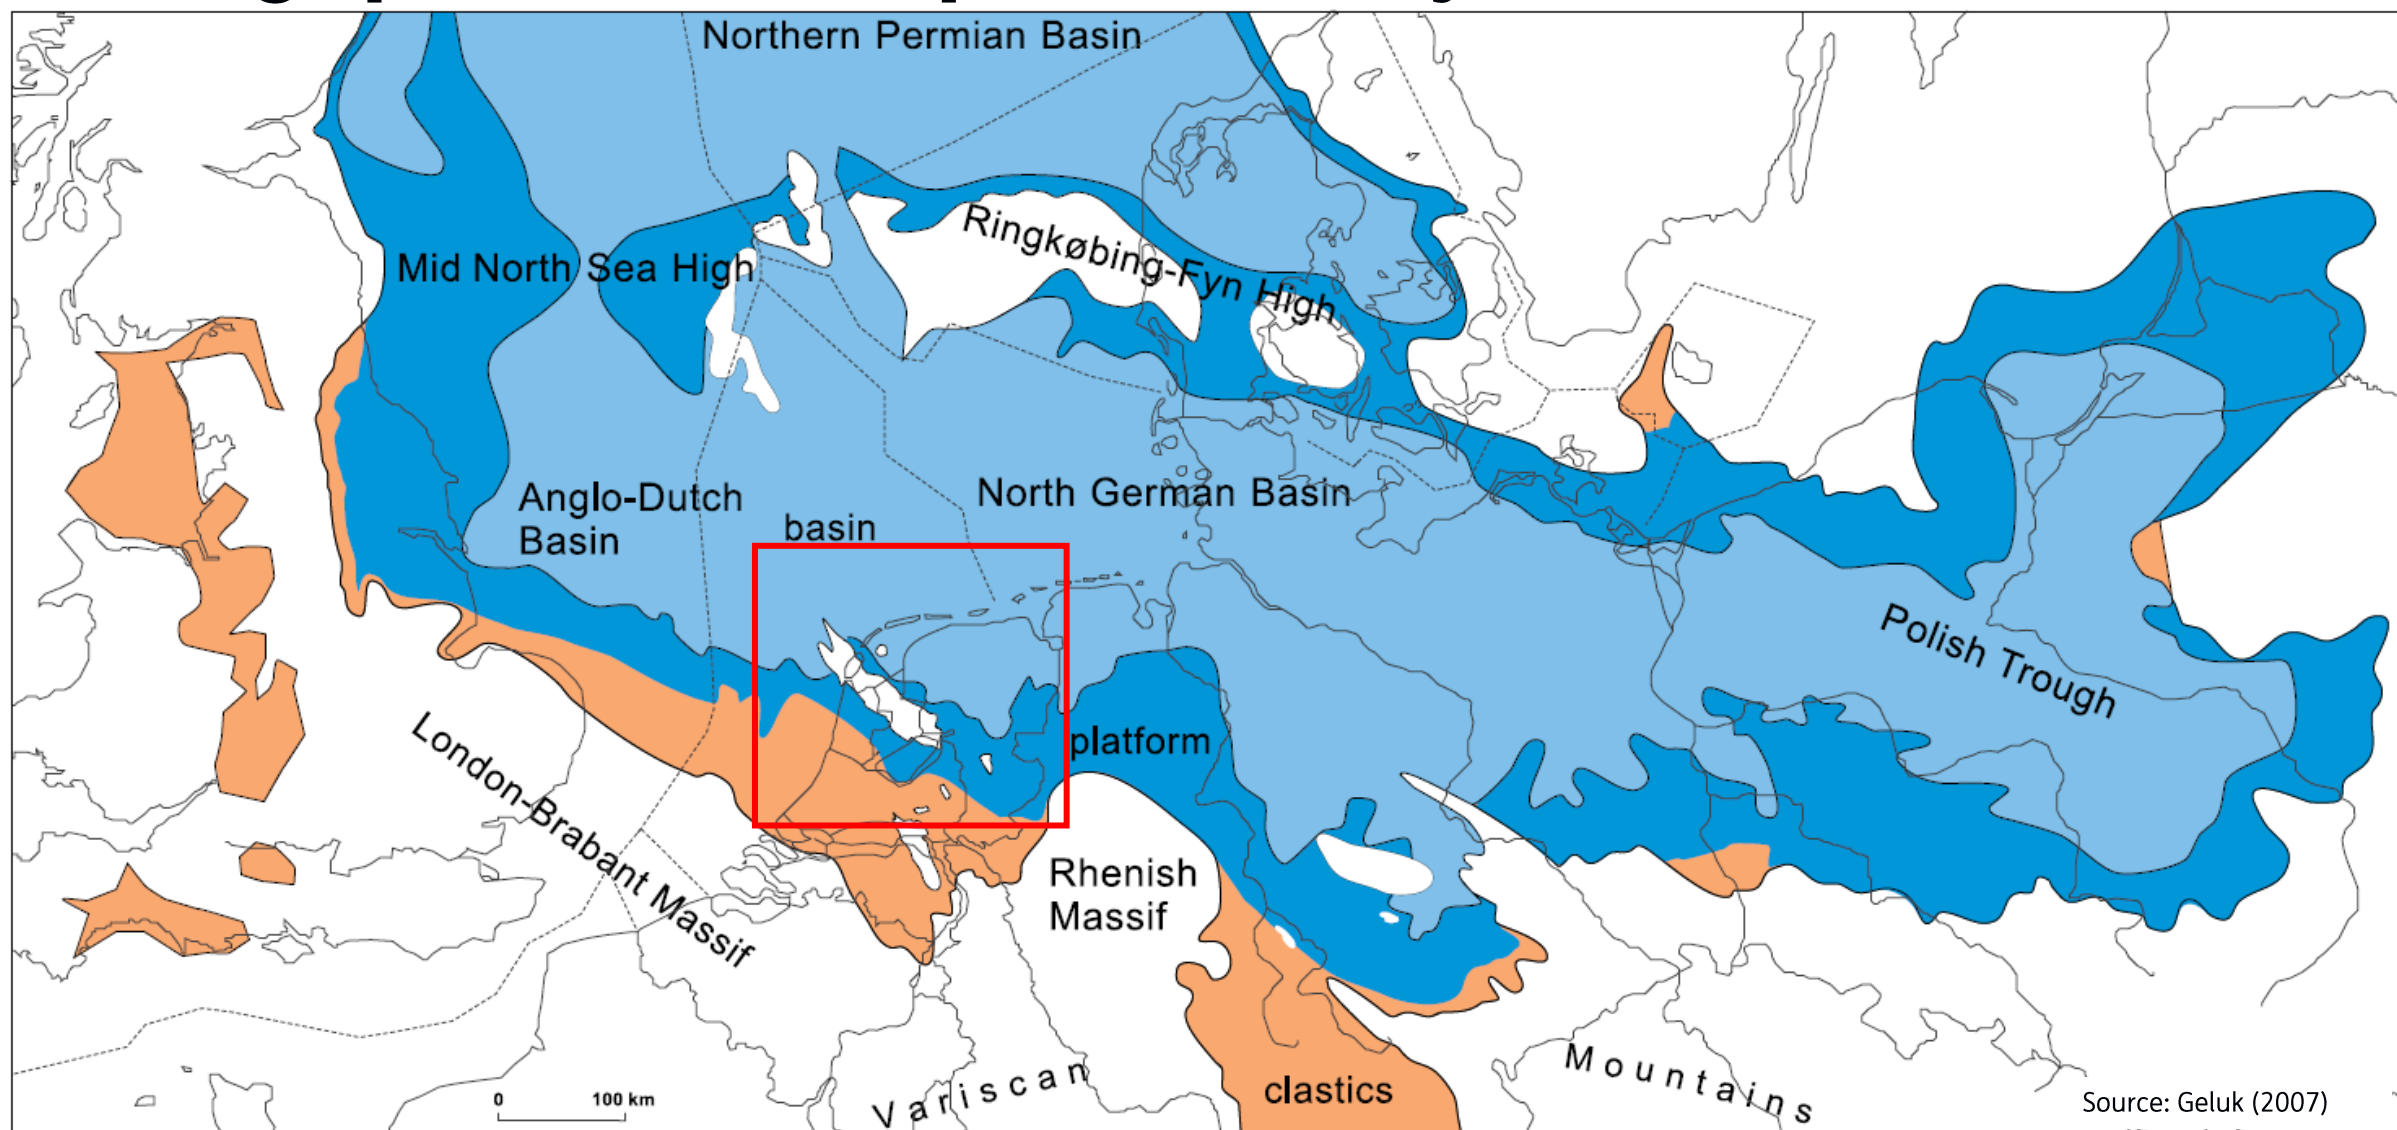 Northern Permian Basin
Mid North Sea High
Ringkøbing-Fyn High
Anglo-Dutch
Basin
basin
North German Basin
Polish Trough
platform
London-Brabant Massif
Rhenish
Massif
Variscan
Mountains
clastics
0 100 km
Source: Geluk (2007)